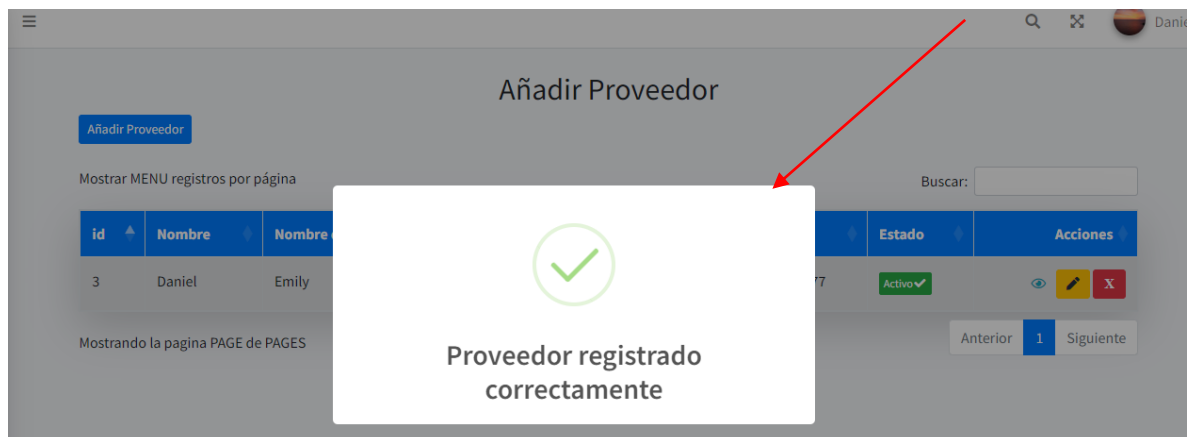 Danie
Añadir Proveedor
Añadir Proveedor
Mostrar MENU registros por página
Buscar:
id Nombre Nombre Estado Acciones
3 Daniel Emily 77 Activo X
Mostrando la pagina PAGE de PAGES
Anterior 1 Siguiente
Proveedor registrado
correctamente